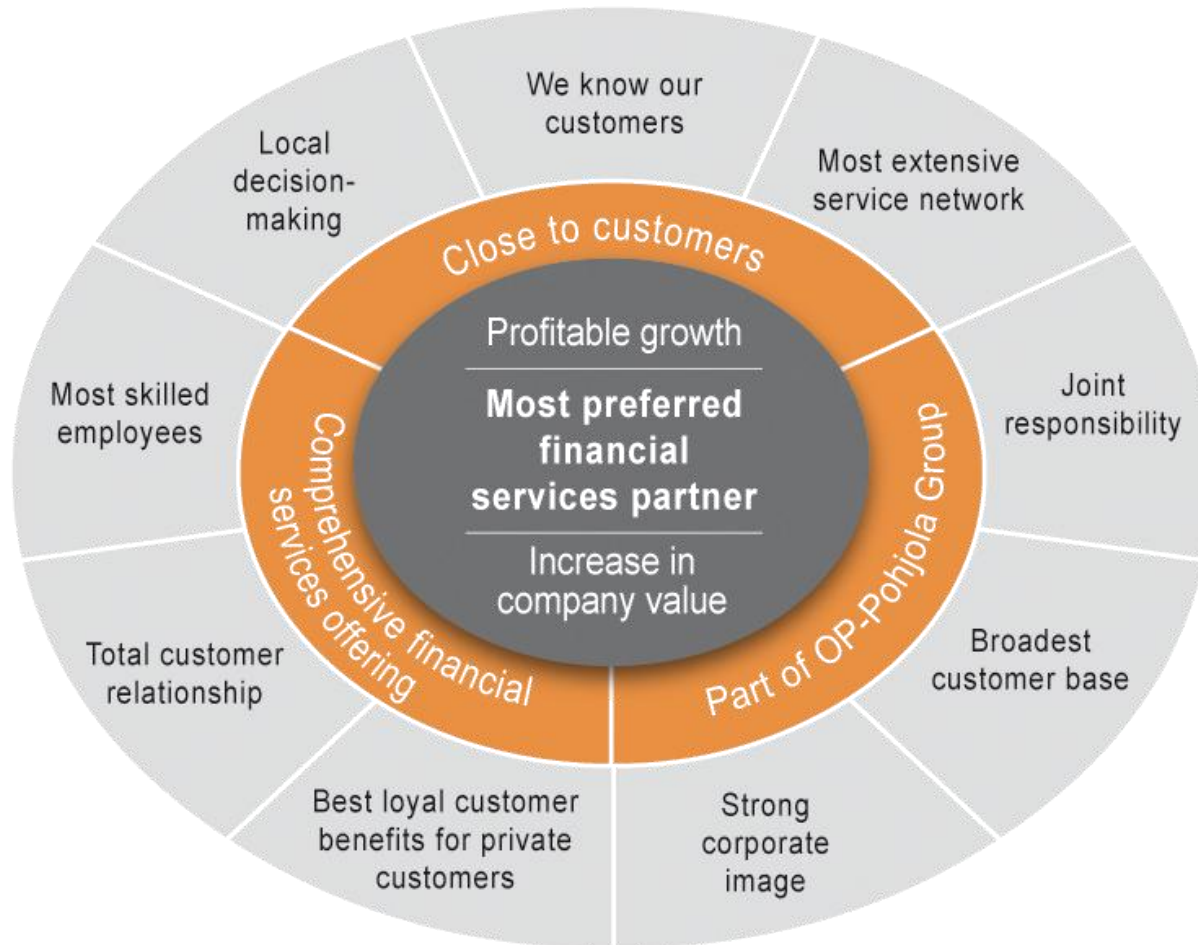 We know our
customers
Most extensive
service network
Joint
responsibility
Broadest
customer base
Strong
corporate
image
Best loyal customer
benefits for private
customers
Total customer
relationship
Most skilled
employees
Local
decision-
making
Close to customers
Part of OP-Pohjola Group
Comprehensive financial
services offering
Profitable growth
Most preferred
financial
services partner
Increase in
company value